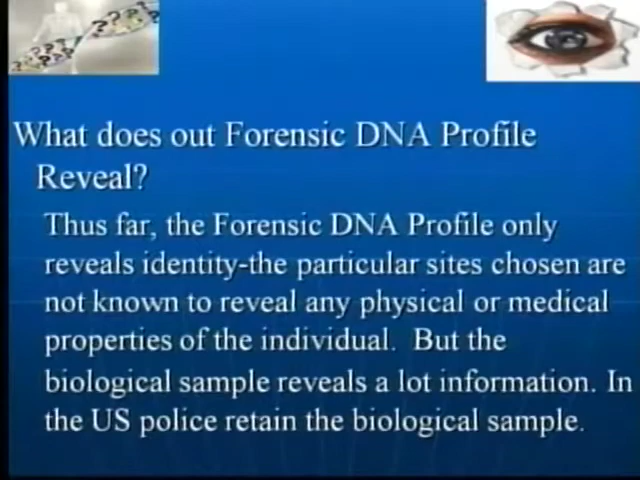 What does out Forensic DNA Profile
Reveal?
Thus far, the Forensic DNA Profile only
reveals identity-the particular sites chosen are
not known to reveal any physical or medical
properties of the individual. But the
biological sample reveals a lot information. In
the US police retain the biological sample.